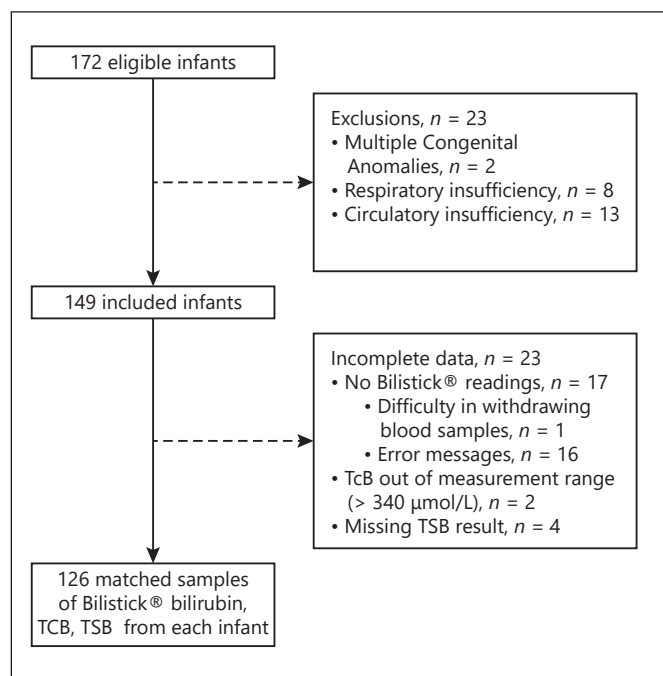 172 eligible infants
Exclusions, n = 23
• Multiple Congenital
Anomalies, n = 2
• Respiratory insufficiency, n = 8
• Circulatory insufficiency, n = 13
149 included infants
Incomplete data, n = 23
• No Bilistick® readings, n = 17
• Difficulty in withdrawing
blood samples, n = 1
• Error messages, n = 16
• TcB out of measurement range
(> 340 μmol/L), n = 2
• Missing TSB result, n = 4
126 matched samples
of Bilistick® bilirubin,
TCB, TSB from each infant